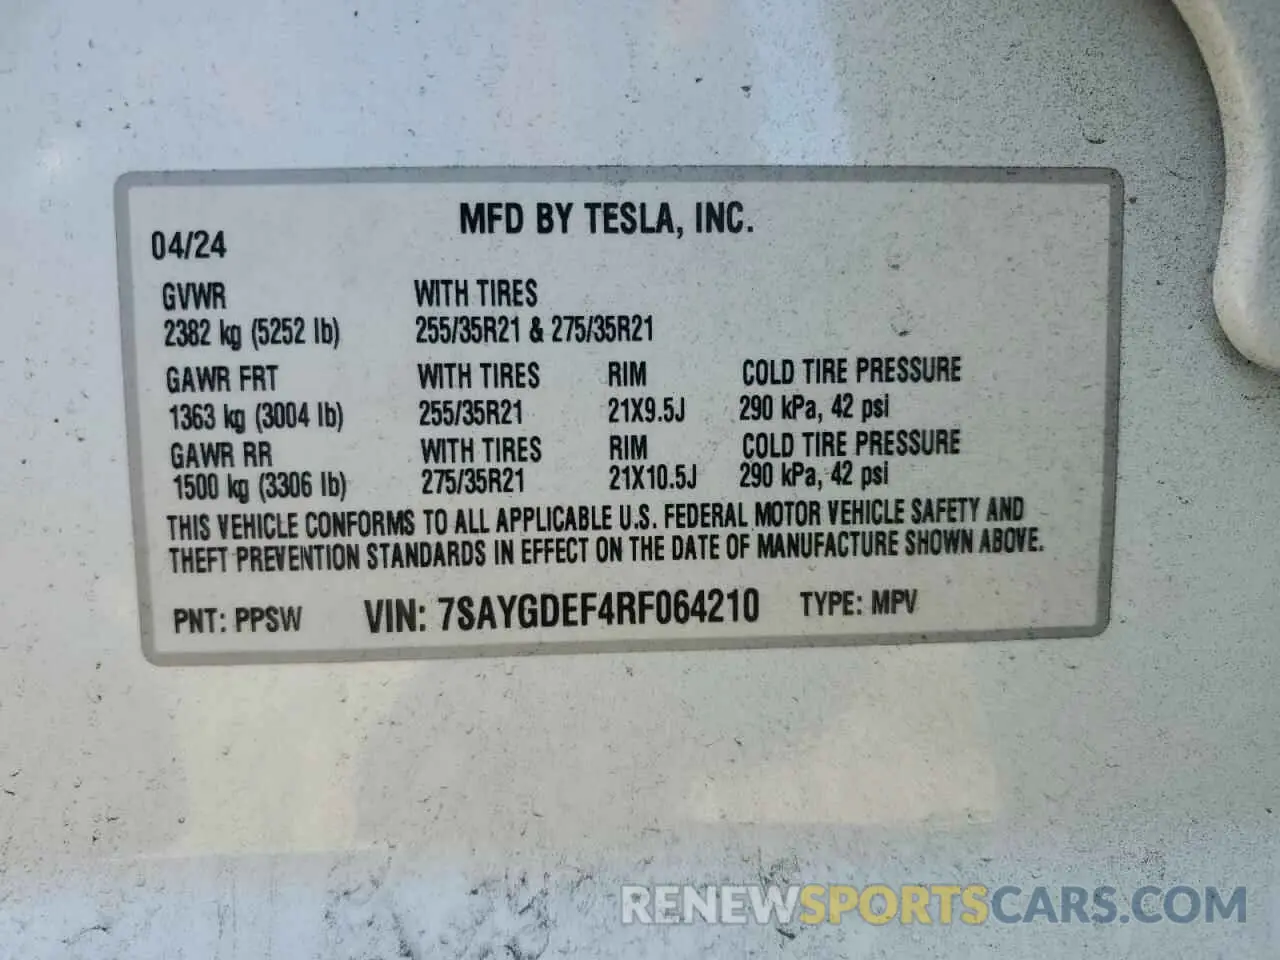 MFD BY TESLA, INC.
04/24
GVWR WITH TIRES
2382 kg (5252 lb) 255/35R21 & 275/35R21
GAWR FRT WITH TIRES RIM COLD TIRE PRESSURE
1363 kg (3004 lb) 255/35R21 21X9.5J 290 kPa, 42 psi
GAWR RR WITH TIRES RIM COLD TIRE PRESSURE
1500 kg (3306 lb) 275/35R21 21X10.5J 290 kPa, 42 psi
THIS VEHICLE CONFORMS TO ALL APPLICABLE U.S. FEDERAL MOTOR VEHICLE SAFETY AND
THEFT PREVENTION STANDARDS IN EFFECT ON THE DATE OF MANUFACTURE SHOWN ABOVE.
PNT: PPSW VIN: 7SAYGDEF4RF064210 TYPE: MPV
RENEWSPORTSCARS.COM